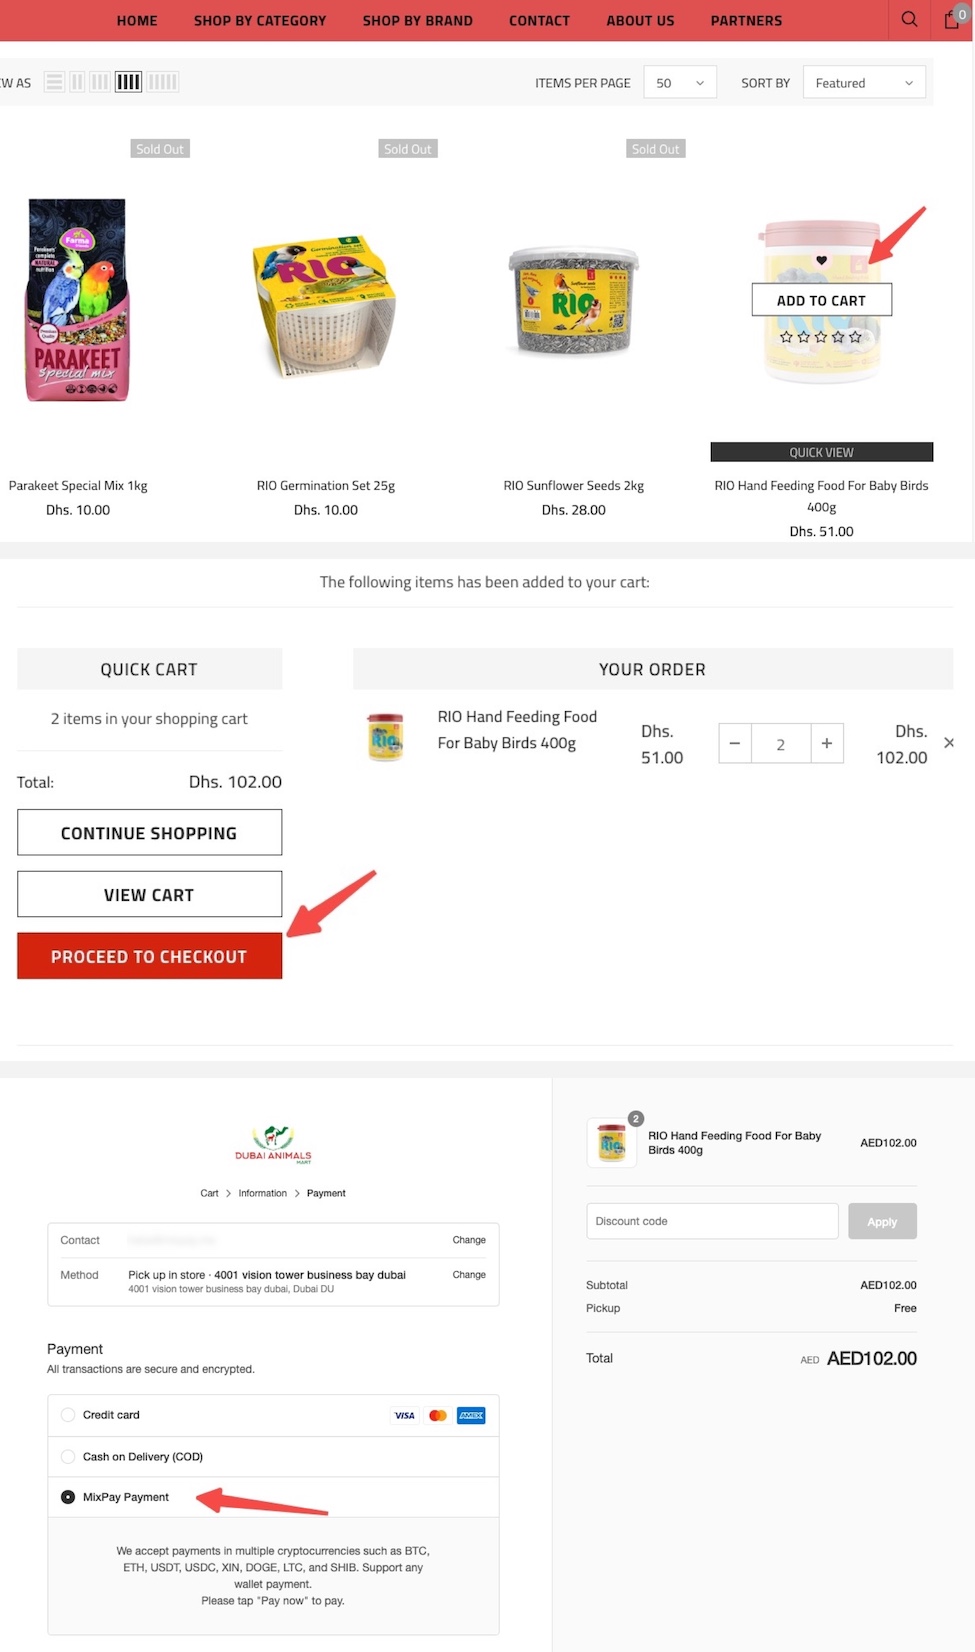 HOME SHOP BY CATEGORY SHOP BY BRAND CONTACT ABOUT US PARTNERS 0
W AS ITEMS PER PAGE 50 SORT BY Featured
Sold Out Sold Out Sold Out
Farma
PARAKEET
Special mix
RIO
RIO
ADD TO CART
QUICK VIEW
Parakeet Special Mix 1kg
Dhs. 10.00
RIO Germination Set 25g
Dhs. 10.00
RIO Sunflower Seeds 2kg
Dhs. 28.00
RIO Hand Feeding Food For Baby Birds
400g
Dhs. 51.00
The following items has been added to your cart:
QUICK CART
2 items in your shopping cart
Total: Dhs. 102.00
CONTINUE SHOPPING
VIEW CART
PROCEED TO CHECKOUT
YOUR ORDER
RIO
RIO Hand Feeding Food
For Baby Birds 400g
Dhs.
51.00
− 2 +
Dhs.
102.00
×
DUBAI ANIMALS
MART
Cart > Information > Payment
Contact Change
Method Pick up in store · 4001 vision tower business bay dubai Change
4001 vision tower business bay dubai, Dubai DU
Payment
All transactions are secure and encrypted.
Credit card VISA AMEX
Cash on Delivery (COD)
MixPay Payment
We accept payments in multiple cryptocurrencies such as BTC,
ETH, USDT, USDC, XIN, DOGE, LTC, and SHIB. Support any
wallet payment.
Please tap "Pay now" to pay.
2
RIO
RIO Hand Feeding Food For Baby
Birds 400g
AED102.00
Discount code Apply
Subtotal AED102.00
Pickup Free
Total AED AED102.00